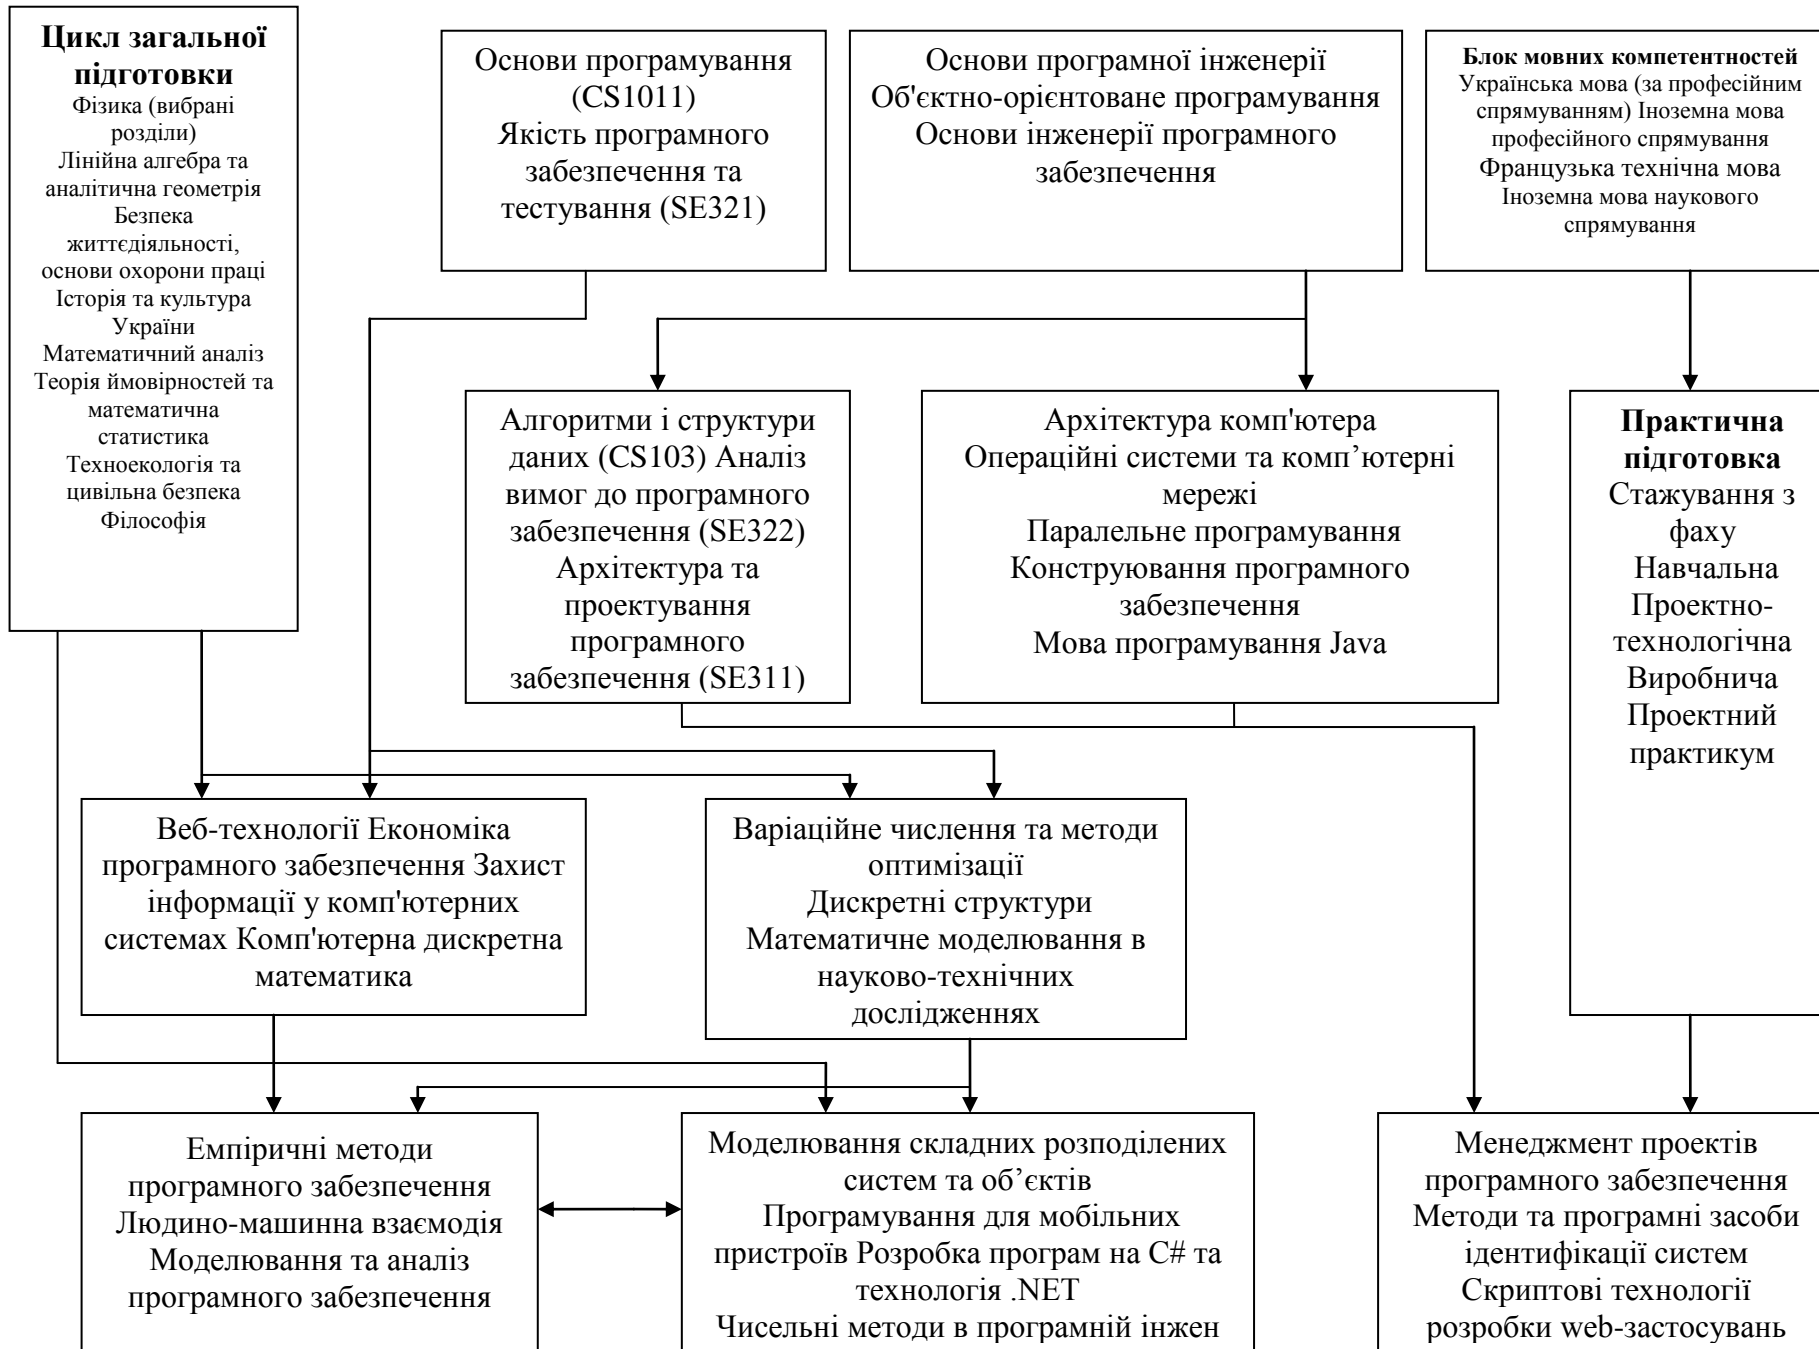 Цикл загальної
підготовки
Фізика (вибрані
розділи)
Лінійна алгебра та
аналітична геометрія
Безпека
життєдіяльності,
основи охорони праці
Історія та культура
України
Математичний аналіз
Теорія ймовірностей та
математична
статистика
Техноекологія та
цивільна безпека
Філософія
Основи програмування
(CS1011)
Якість програмного
забезпечення та
тестування (SE321)
Основи програмної інженерії
Об'єктно-орієнтоване програмування
Основи інженерії програмного
забезпечення
Блок мовних компетентностей
Українська мова (за професійним
спрямуванням) Іноземна мова
професійного спрямування
Французька технічна мова
Іноземна мова наукового
спрямування
Алгоритми і структури
даних (CS103) Аналіз
вимог до програмного
забезпечення (SE322)
Архітектура та
проектування
програмного
забезпечення (SE311)
Архітектура комп'ютера
Операційні системи та комп’ютерні
мережі
Паралельне програмування
Конструювання програмного
забезпечення
Мова програмування Java
Практична
підготовка
Стажування з
фаху
Навчальна
Проектно-
технологічна
Виробнича
Проектний
практикум
Веб-технології Економіка
програмного забезпечення Захист
інформації у комп'ютерних
системах Комп'ютерна дискретна
математика
Варіаційне числення та методи
оптимізації
Дискретні структури
Математичне моделювання в
науково-технічних
дослідженнях
Емпіричні методи
програмного забезпечення
Людино-машинна взаємодія
Моделювання та аналіз
програмного забезпечення
Моделювання складних розподілених
систем та об’єктів
Програмування для мобільних
пристроїв Розробка програм на C# та
технологія .NET
Чисельні методи в програмній інжен
Менеджмент проектів
програмного забезпечення
Методи та програмні засоби
ідентифікації систем
Скриптові технології
розробки web-застосувань